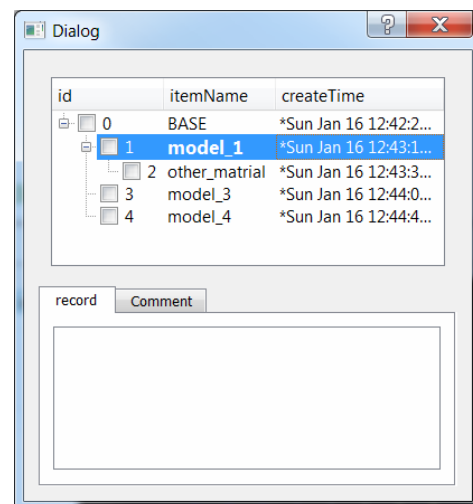 Dialog
id itemName createTime
0 BASE *Sun Jan 16 12:42:2...
1 model_1 *Sun Jan 16 12:43:1...
2 other_matrial *Sun Jan 16 12:43:3...
3 model_3 *Sun Jan 16 12:44:0...
4 model_4 *Sun Jan 16 12:44:4...
record Comment